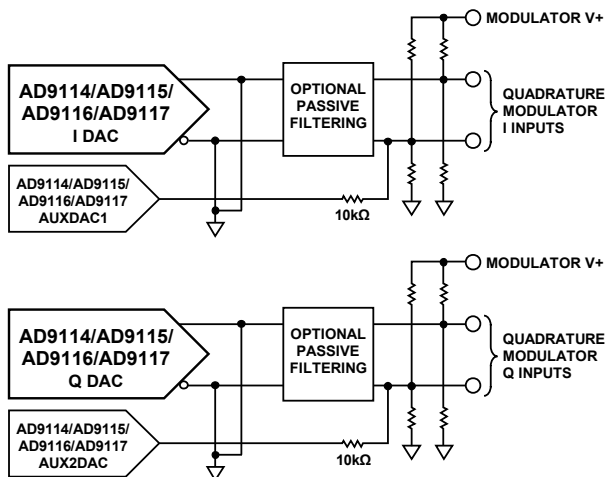 MODULATOR V+
AD9114/AD9115/
AD9116/AD9117
I DAC
OPTIONAL
PASSIVE
FILTERING
QUADRATURE
MODULATOR
I INPUTS
AD9114/AD9115/
AD9116/AD9117
AUXDAC1
10kΩ
MODULATOR V+
AD9114/AD9115/
AD9116/AD9117
Q DAC
OPTIONAL
PASSIVE
FILTERING
QUADRATURE
MODULATOR
Q INPUTS
AD9114/AD9115/
AD9116/AD9117
AUX2DAC
10kΩ